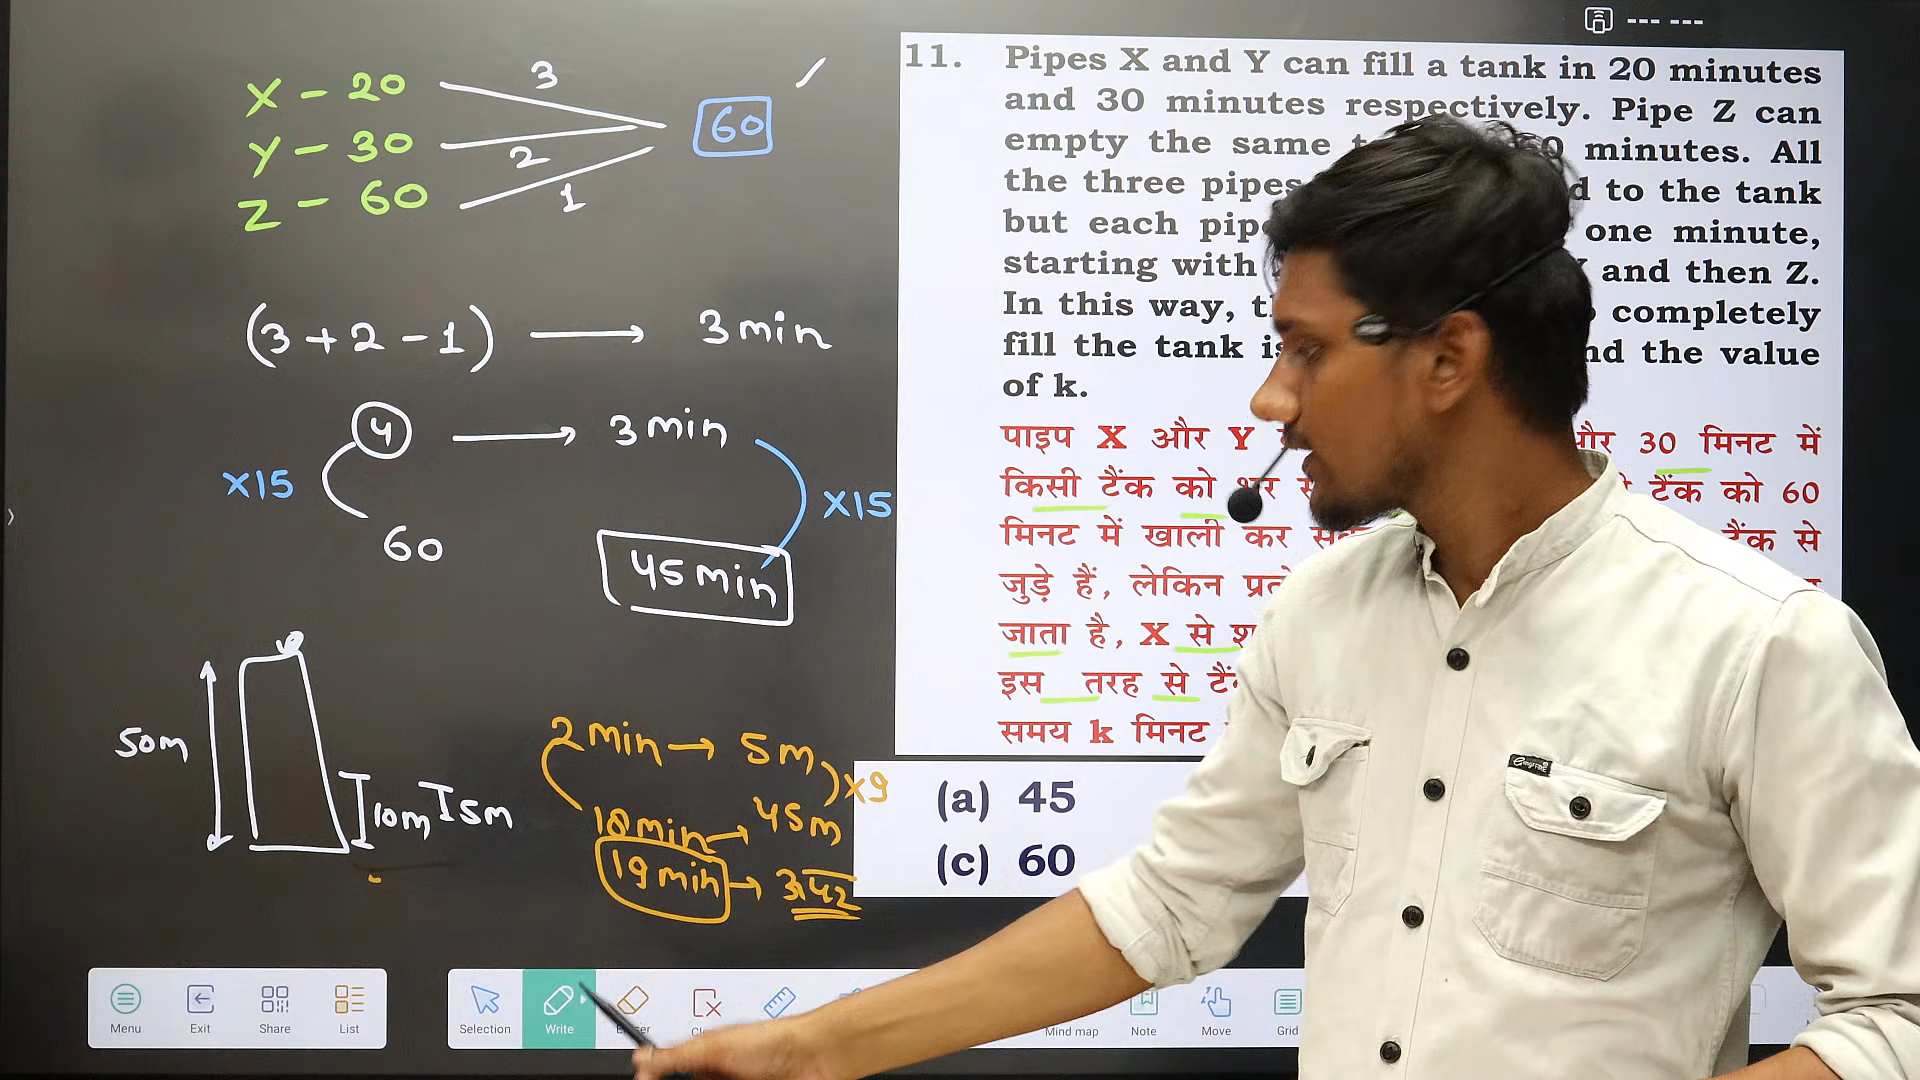 X - 20
3
60
Y - 30
2
Z - 60
1
(3+2-1) → 3 min
4 → 3 min
x15
x15
60
45 min
50m
10m
5m
2 min → 5m
x9
18 min → 45m
19 min →
11. Pipes X and Y can fill a tank in 20 minutes
and 30 minutes respectively. Pipe Z can
empty the same 60 minutes. All
the three pipes to the tank
but each one minute,
starting with and then Z.
In this way, completely
fill the tank the value
of k.
पाइप X और Y 30 मिनट में
किसी टैंक को टैंक को 60
मिनट में खाली कर टैंक से
जुड़े हैं, लेकिन
जाता है, X से
इस तरह से
समय k मिनट
(a) 45
(c) 60
Menu
Exit
Share
List
Selection
Write
Mind map
Note
Move
Grid